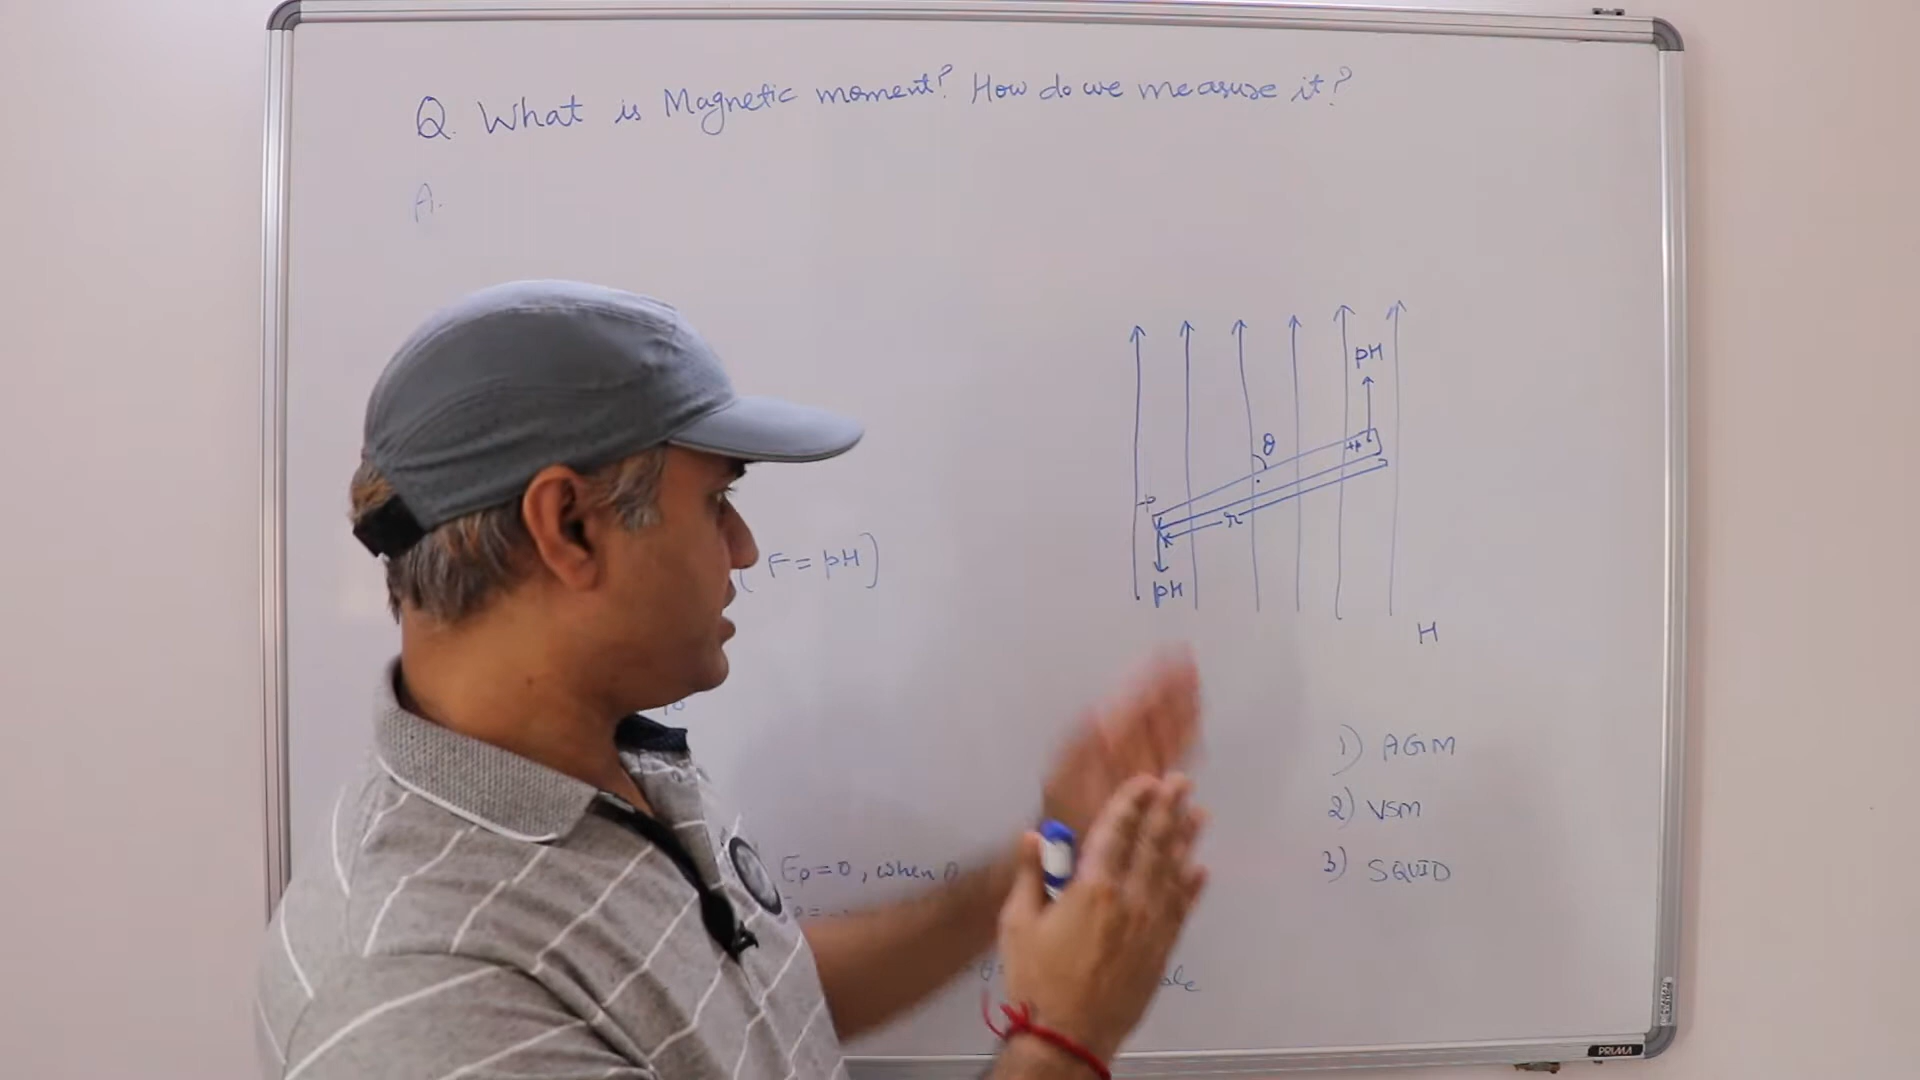 Q. What is Magnetic moment? How do we measure it?
A.
pH
θ
+P
-P
r
pH
H
( F = pH )
1) AGM
2) VSM
3) SQUID
Ep = 0, when θ
PRIMA